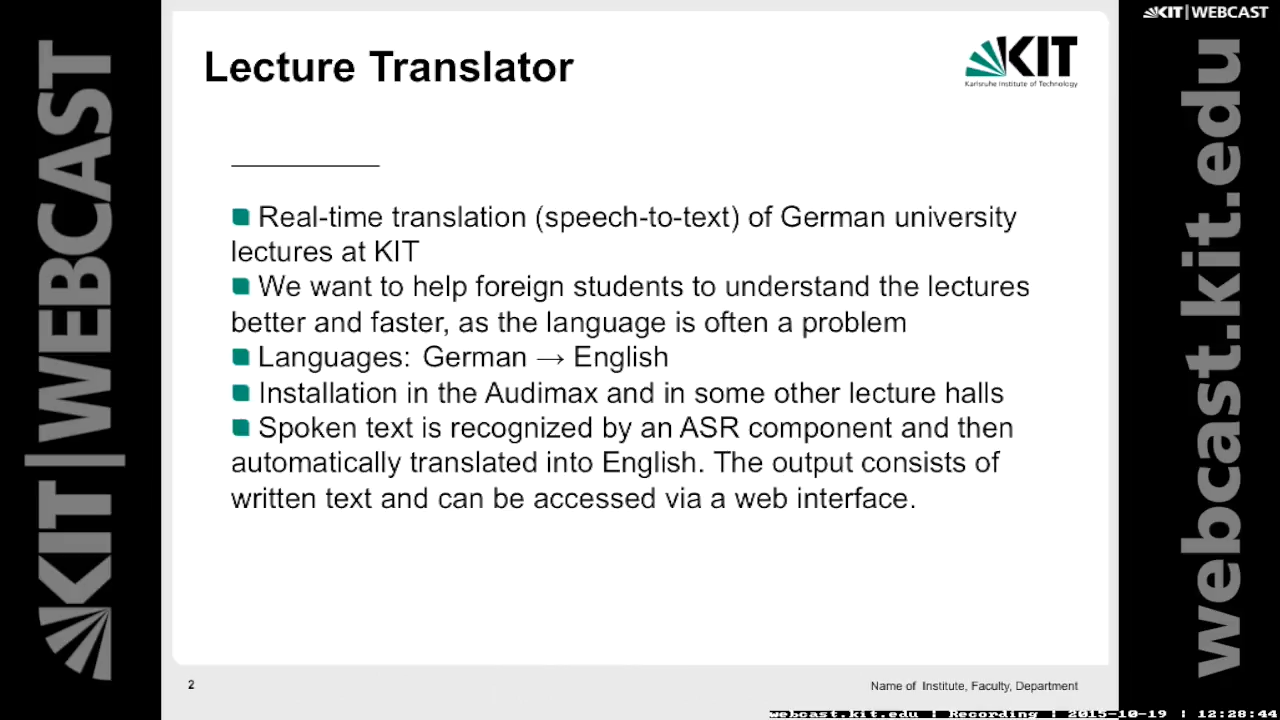 KIT | WEBCAST
KIT|WEBCAST
webcast.kit.edu
Lecture Translator
KIT
Karlsruhe Institute of Technology
Real-time translation (speech-to-text) of German university
lectures at KIT
We want to help foreign students to understand the lectures
better and faster, as the language is often a problem
Languages: German → English
Installation in the Audimax and in some other lecture halls
Spoken text is recognized by an ASR component and then
automatically translated into English. The output consists of
written text and can be accessed via a web interface.
2
Name of Institute, Faculty, Department
webcast.kit.edu | Recording | 2015-10-19 | 12:28:44